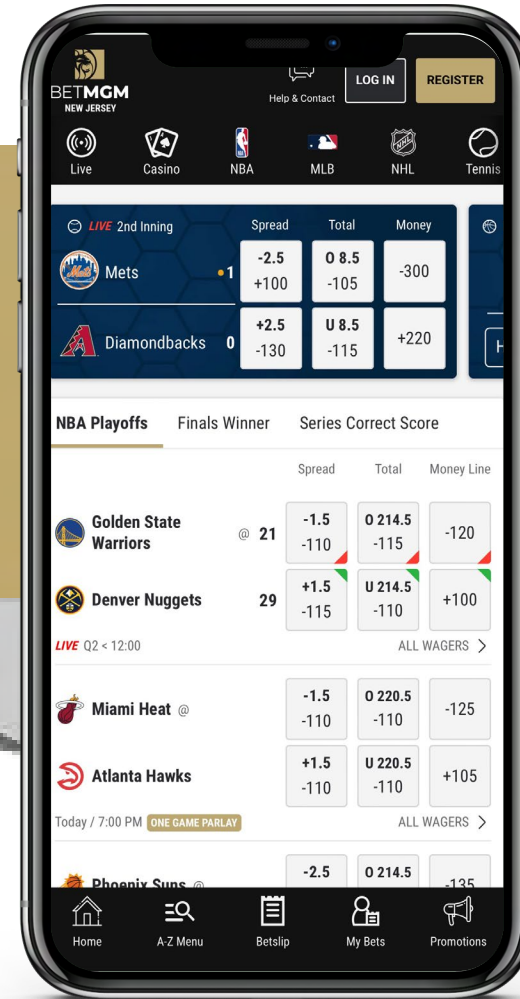 BETMGM
NEW JERSEY
Help & Contact
LOG IN
REGISTER
Live
Casino
NBA
MLB
NHL
Tennis
LIVE 2nd Inning Spread Total Money
Mets 1 -2.5 O 8.5 -300
+100 -105
Diamondbacks 0 +2.5 U 8.5 +220
-130 -115
NBA Playoffs Finals Winner Series Correct Score
Spread Total Money Line
Golden State Warriors @ 21 -1.5 O 214.5 -120
-110 -115
Denver Nuggets 29 +1.5 U 214.5 +100
-115 -110
LIVE Q2 < 12:00 ALL WAGERS >
Miami Heat @ -1.5 O 220.5 -125
-110 -110
Atlanta Hawks +1.5 U 220.5 +105
-110 -110
Today / 7:00 PM ONE GAME PARLAY ALL WAGERS >
Phoenix Suns @ -2.5 O 214.5 -135
Home A-Z Menu Betslip My Bets Promotions